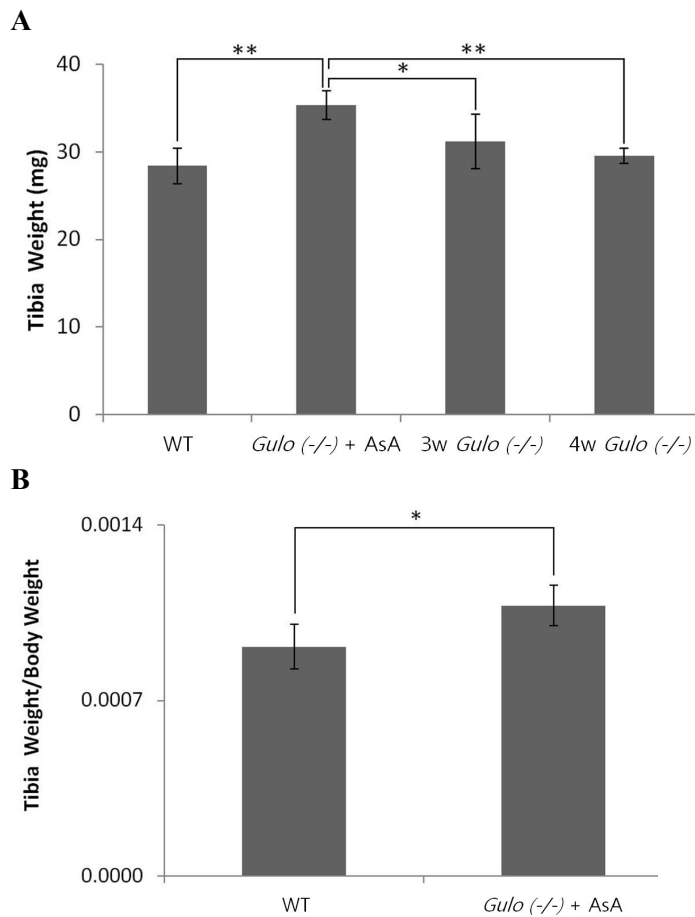 A
** **
*
40
30
20
10
0
Tibia Weight (mg)
WT Gulo (-/-) + AsA 3w Gulo (-/-) 4w Gulo (-/-)
B
*
0.0014
0.0007
0.0000
Tibia Weight/Body Weight
WT Gulo (-/-) + AsA